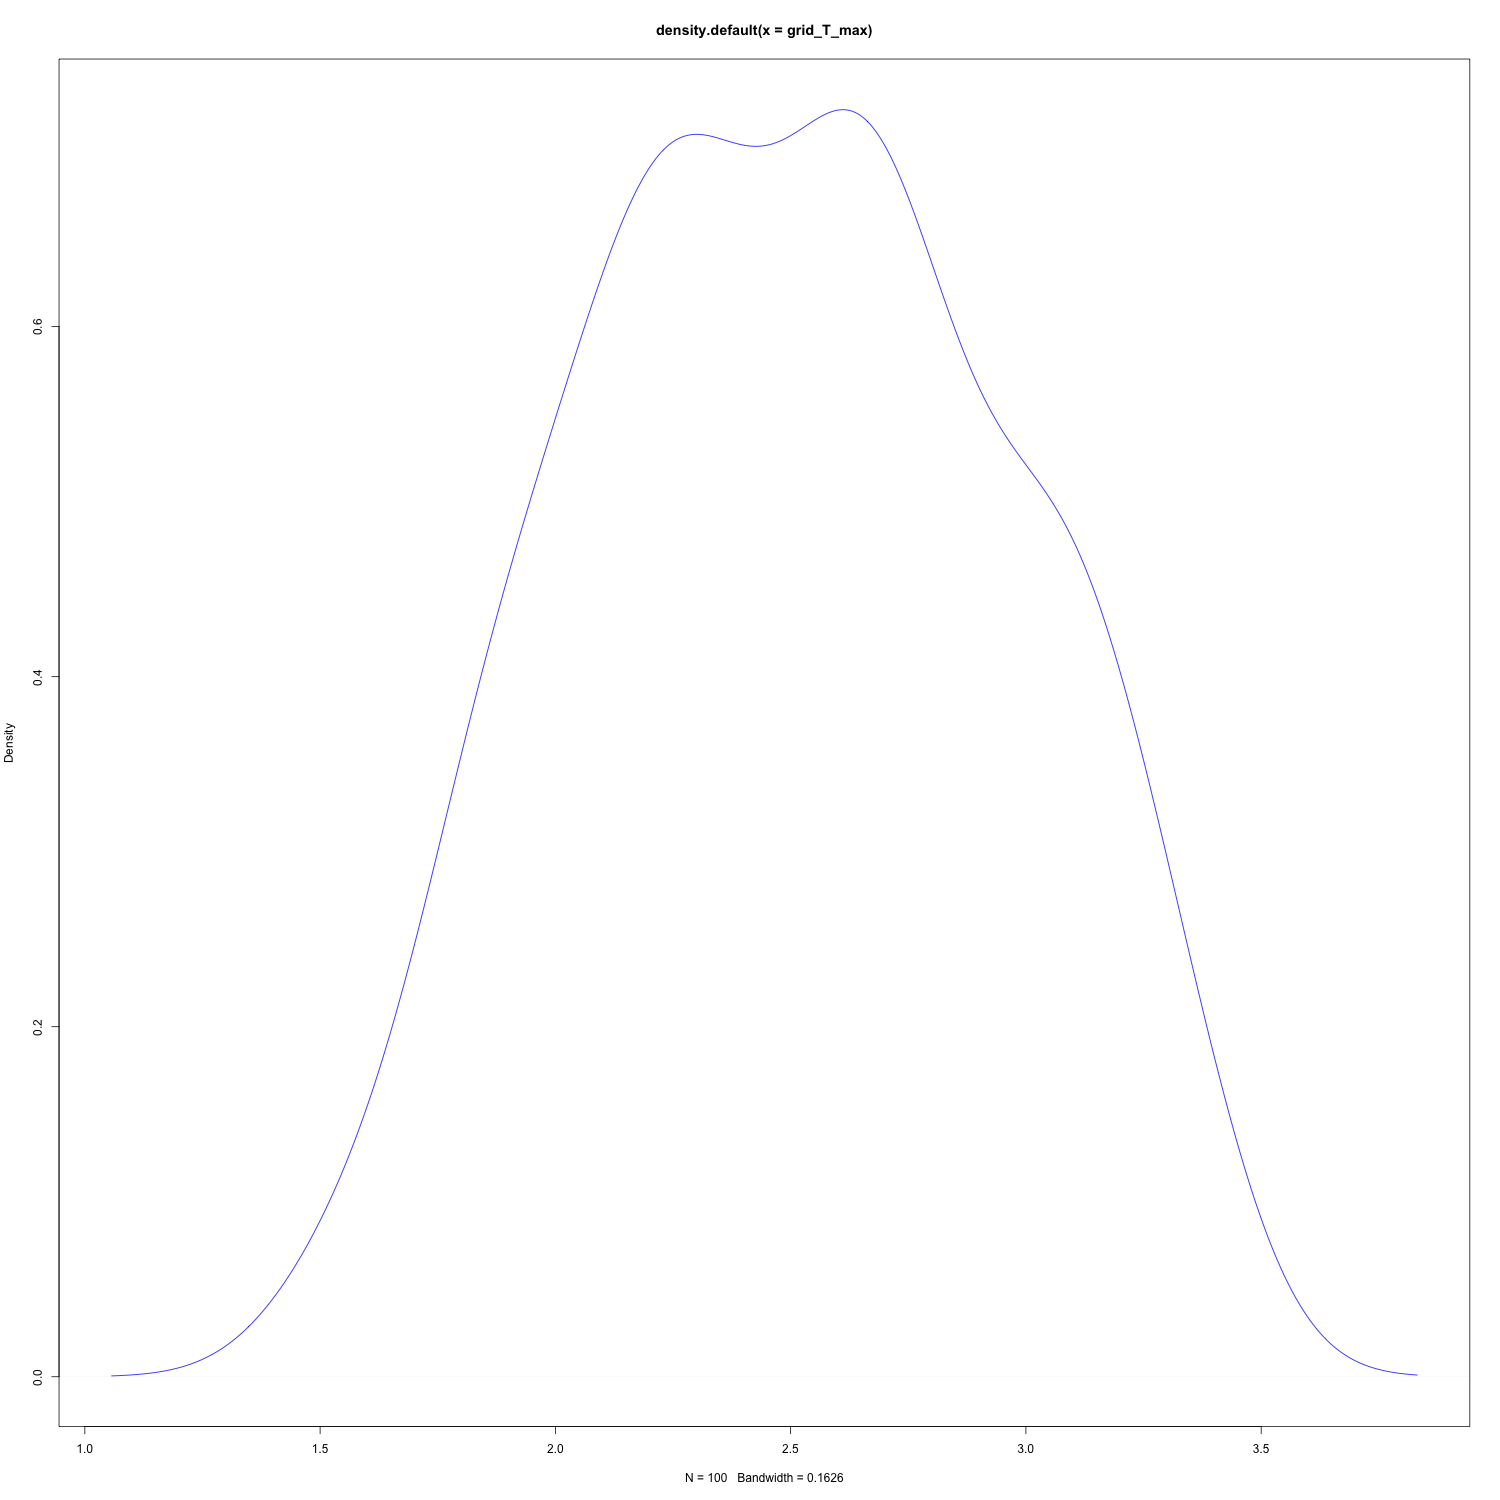 density.default(x = grid_T_max)
Density
0.6
0.4
0.2
0.0
1.0 1.5 2.0 2.5 3.0 3.5
N = 100 Bandwidth = 0.1626